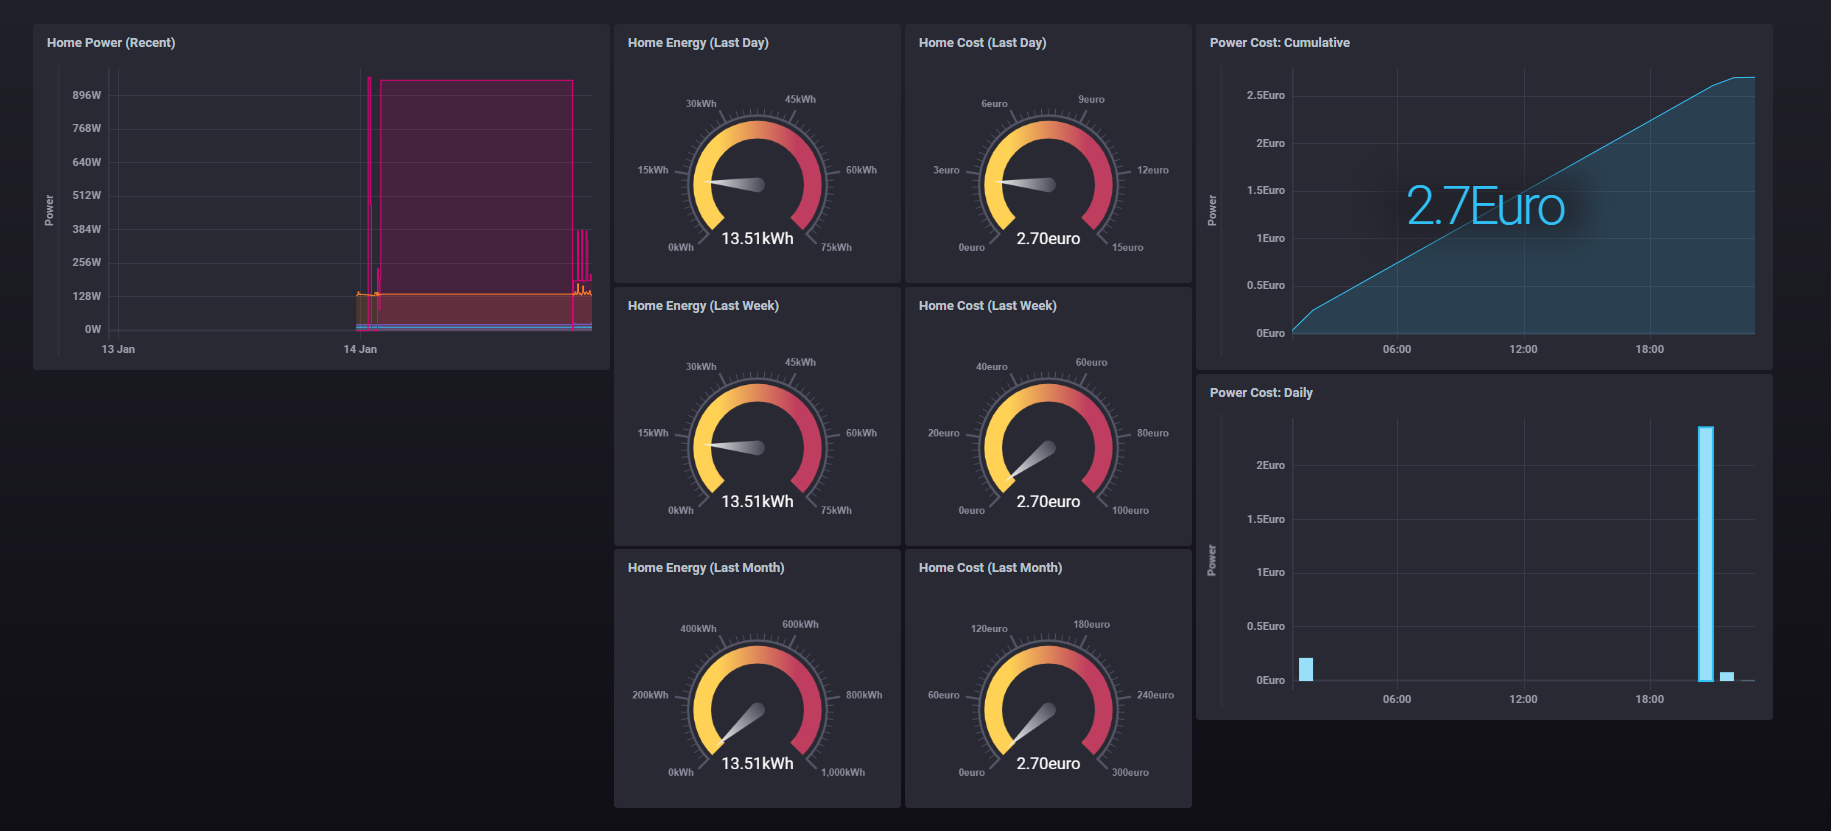 Home Power (Recent)
896W
768W
640W
512W
384W
256W
128W
0W
Power
13 Jan
14 Jan
Home Energy (Last Day)
0kWh
15kWh
30kWh
45kWh
60kWh
75kWh
13.51kWh
Home Cost (Last Day)
0euro
3euro
6euro
9euro
12euro
15euro
2.70euro
Power Cost: Cumulative
2.5Euro
2Euro
1.5Euro
1Euro
0.5Euro
0Euro
Power
2.7Euro
06:00
12:00
18:00
Home Energy (Last Week)
0kWh
15kWh
30kWh
45kWh
60kWh
75kWh
13.51kWh
Home Cost (Last Week)
0euro
20euro
40euro
60euro
80euro
100euro
2.70euro
Power Cost: Daily
2Euro
1.5Euro
1Euro
0.5Euro
0Euro
Power
06:00
12:00
18:00
Home Energy (Last Month)
0kWh
200kWh
400kWh
600kWh
800kWh
1,000kWh
13.51kWh
Home Cost (Last Month)
0euro
60euro
120euro
180euro
240euro
300euro
2.70euro